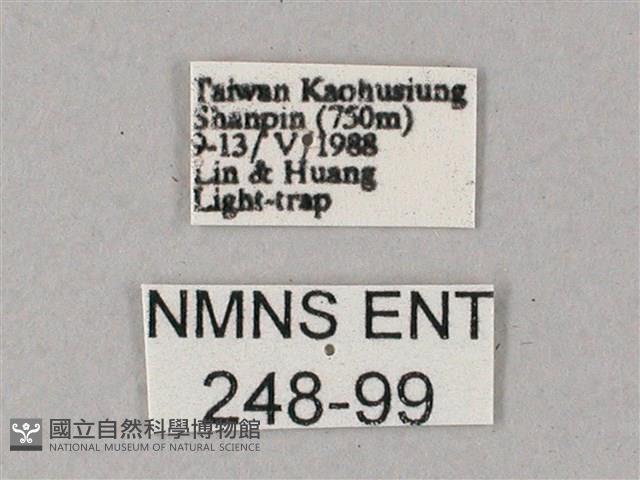 Taiwan Kaohusiung
Shanpin (750m)
9-13/ V, 1988
Lin & Huang
Light-trap
NMNS ENT
248-99
國立自然科學博物館
NATIONAL MUSEUM OF NATURAL SCIENCE